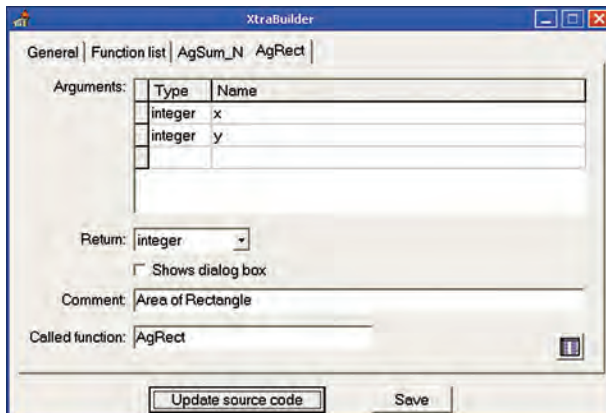 XtraBuilder
General Function list AgSum_N AgRect
Arguments:
Type Name
integer x
integer y
Return: integer
Shows dialog box
Comment: Area of Rectangle
Called function: AgRect
Update source code Save